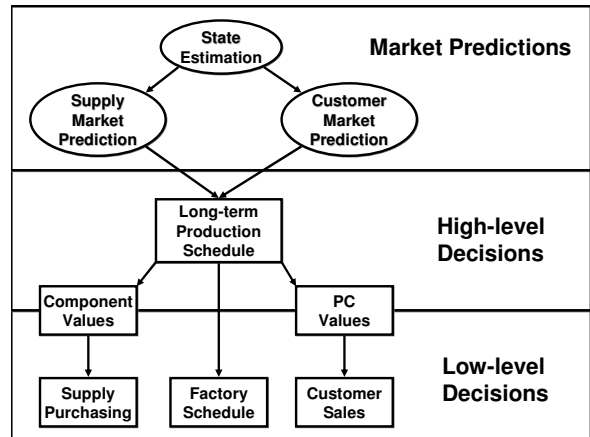 State
Estimation
Market Predictions
Supply
Market
Prediction
Customer
Market
Prediction
Long-term
Production
Schedule
High-level
Decisions
Component
Values
PC
Values
Low-level
Decisions
Supply
Purchasing
Factory
Schedule
Customer
Sales